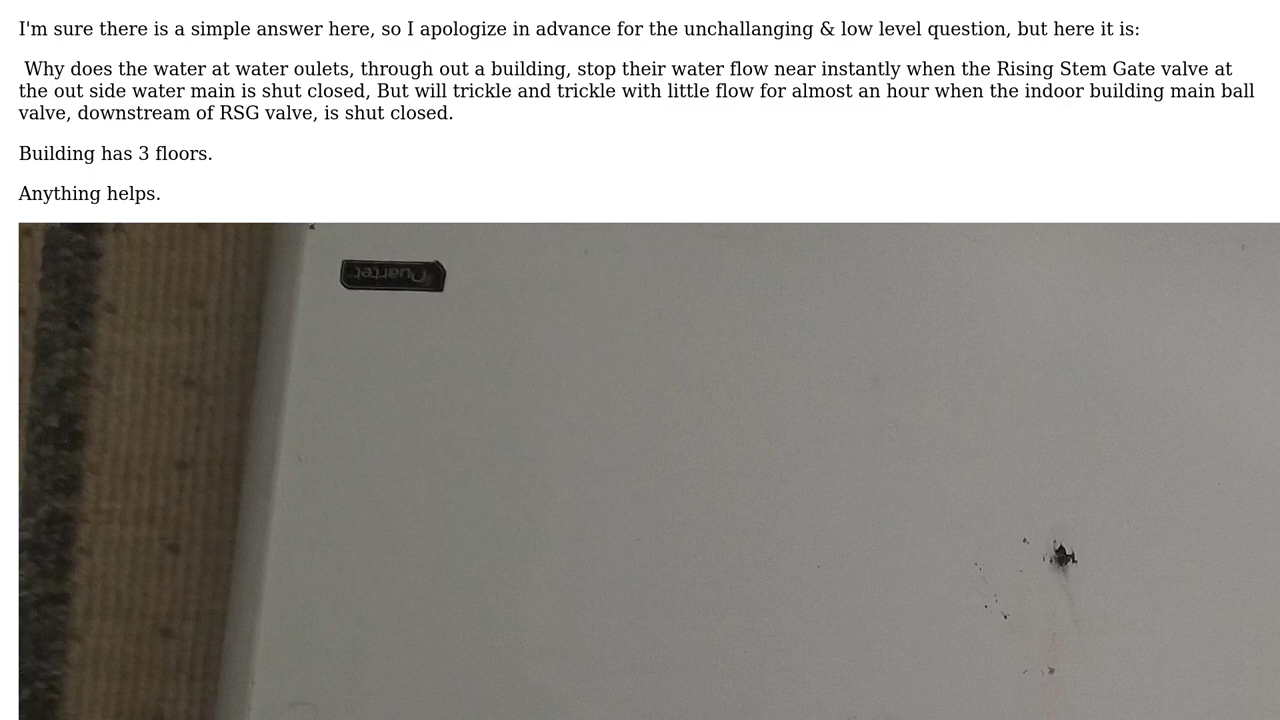 I'm sure there is a simple answer here, so I apologize in advance for the unchallanging & low level question, but here it is:
Why does the water at water oulets, through out a building, stop their water flow near instantly when the Rising Stem Gate valve at
the out side water main is shut closed, But will trickle and trickle with little flow for almost an hour when the indoor building main ball
valve, downstream of RSG valve, is shut closed.
Building has 3 floors.
Anything helps.
Quartet